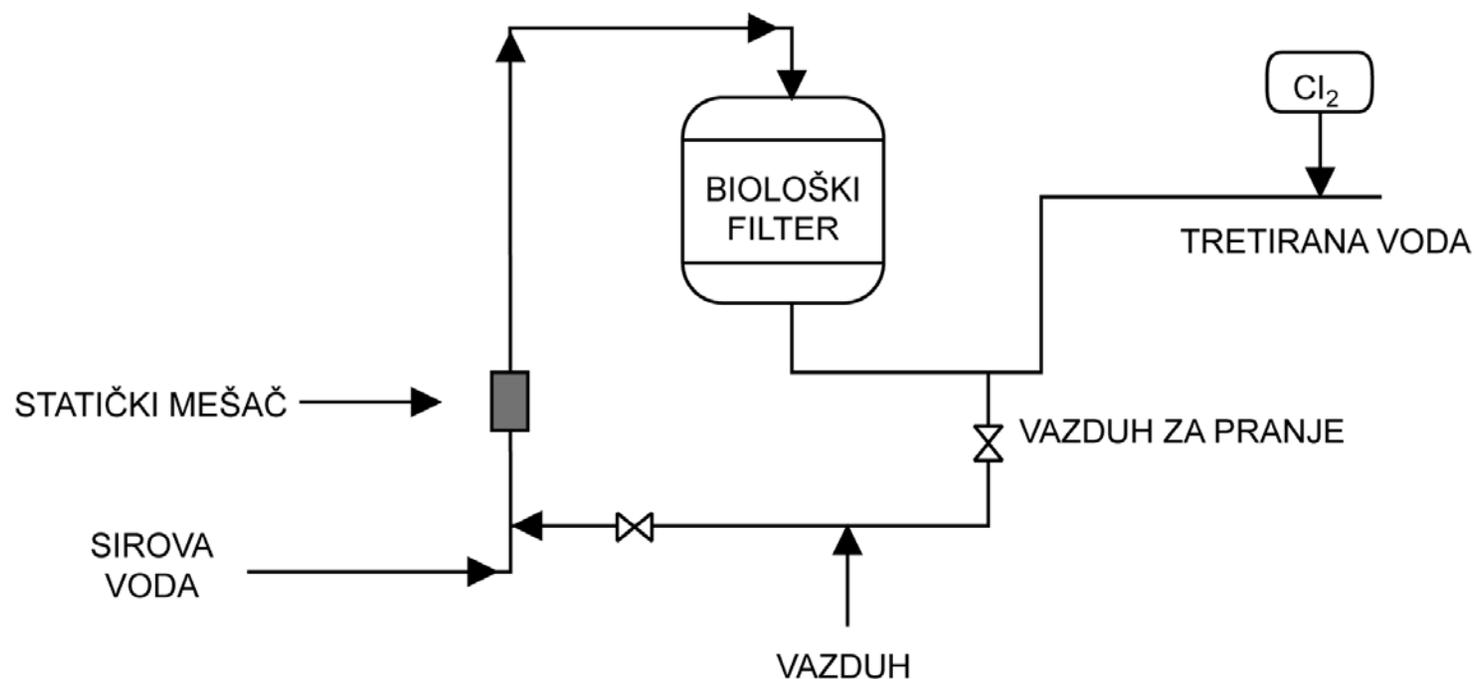 Cl₂
BIOLOŠKI
FILTER
TRETIRANA VODA
STATIČKI MEŠAČ
VAZDUH ZA PRANJE
SIROVA
VODA
VAZDUH